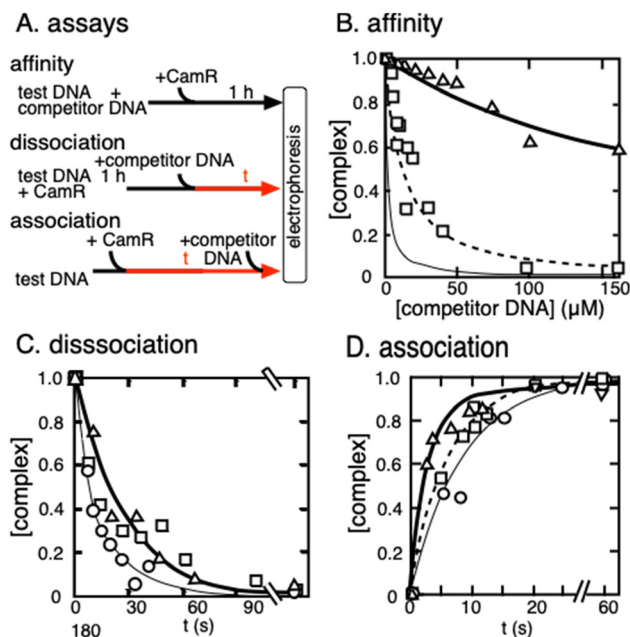 A. assays
affinity
+CamR
test DNA +
1 h
competitor DNA
dissociation
+competitor DNA
test DNA 1 h
t
+ CamR
association
+ CamR
+competitor
t
DNA
test DNA
electrophoresis
B. affinity
[complex]
1.0
0.8
0.6
0.4
0.2
0
0
50
100
150
[competitor DNA] (µM)
C. disssociation
[complex]
1.0
0.8
0.6
0.4
0.2
0
0 30 60 90
180
t (s)
D. association
[complex]
1.0
0.8
0.6
0.4
0.2
0
0 10 20 60
t (s)